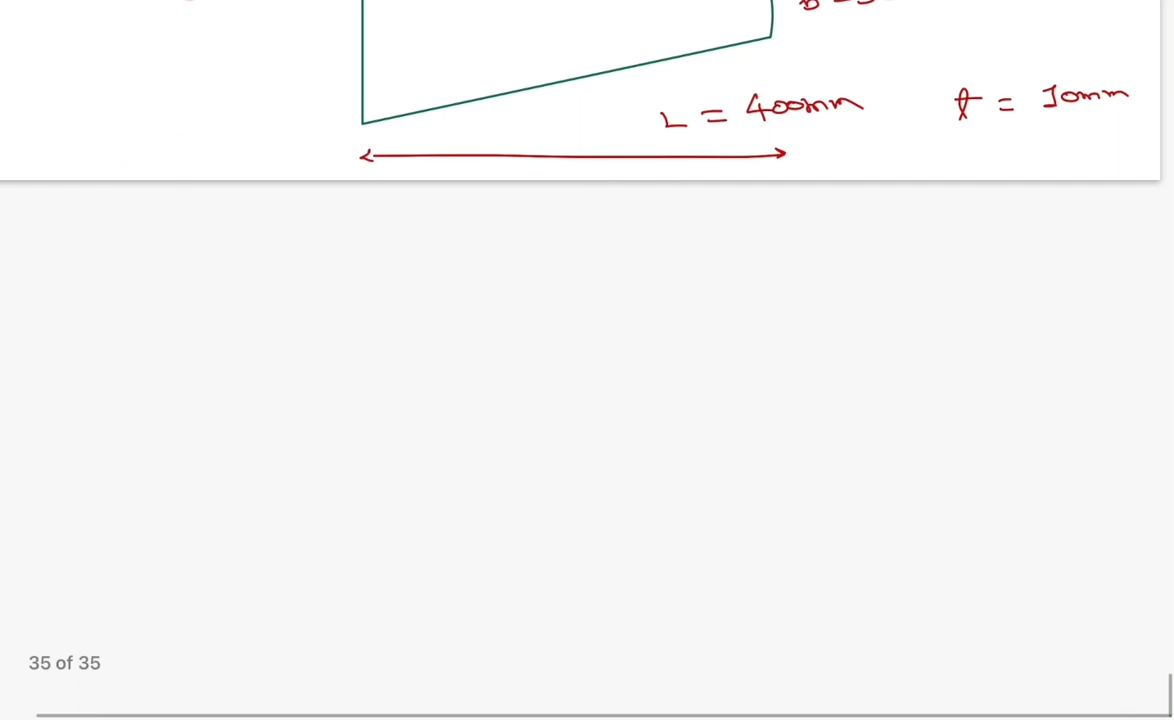 L = 400mm t = 10mm
35 of 35